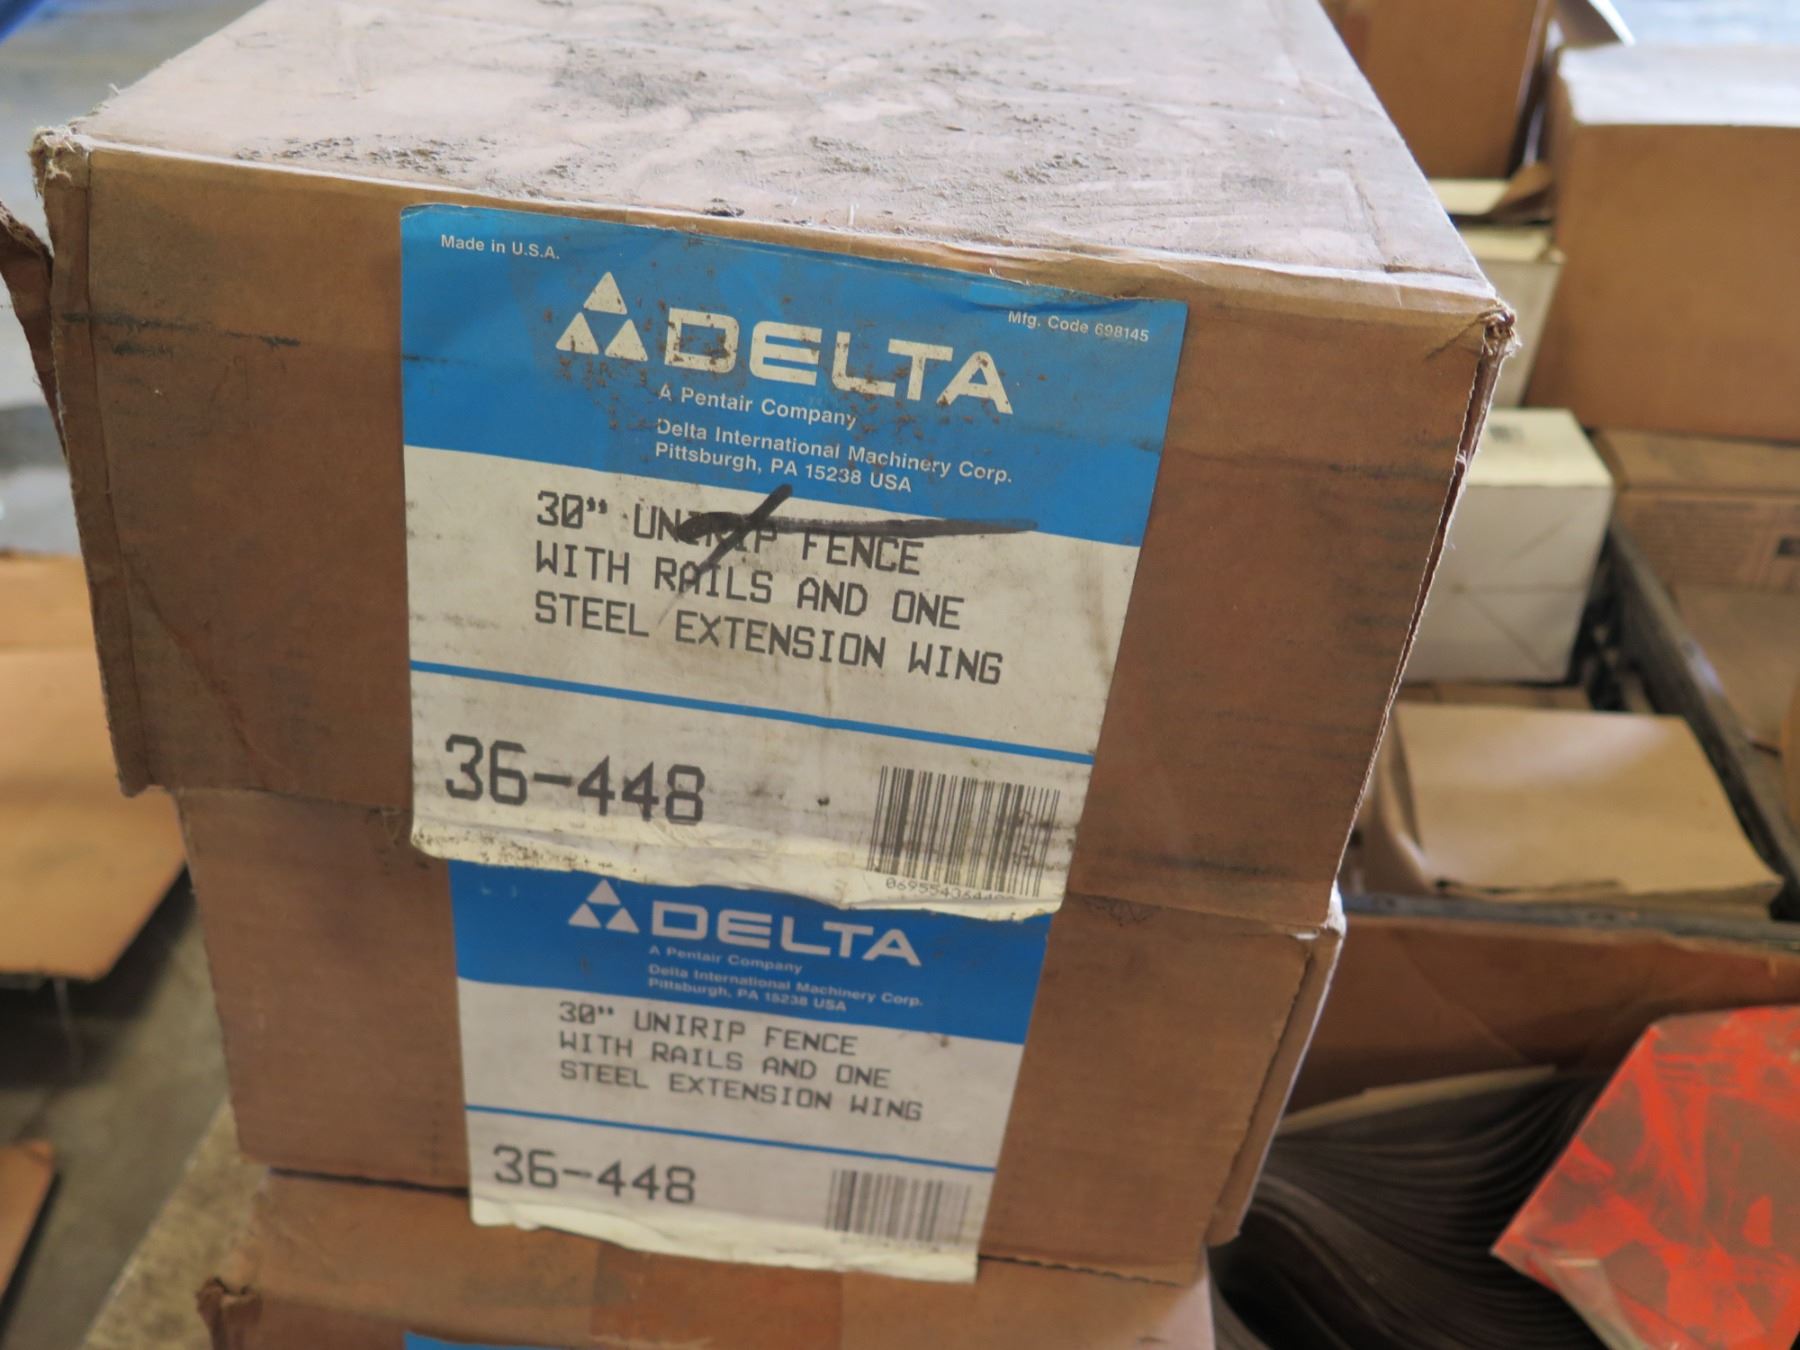 Made in U.S.A.
Mfg. Code 698145
DELTA
A Pentair Company
Delta International Machinery Corp.
Pittsburgh, PA 15238 USA
30" UNIRIP FENCE
WITH RAILS AND ONE
STEEL EXTENSION WING
36-448
DELTA
A Pentair Company
Delta International Machinery Corp.
Pittsburgh, PA 15238 USA
30" UNIRIP FENCE
WITH RAILS AND ONE
STEEL EXTENSION WING
36-448